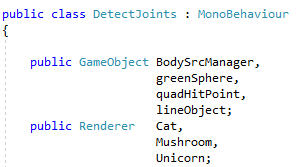 public class DetectJoints : MonoBehaviour
{
public GameObject BodySrcManager,
greenSphere,
quadHitPoint,
lineObject;
public Renderer Cat,
Mushroom,
Unicorn;